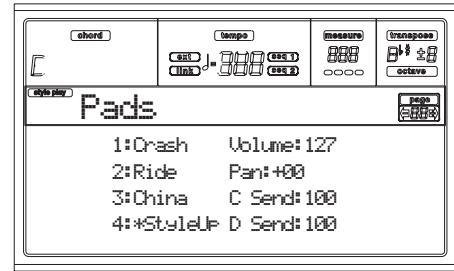 chord tempo measure transpose
ext seq 1
link seq 2
octave
C
style play Pads page
1:Crash Volume:127
2:Ride Pan:+00
3:China C Send:100
4:*StyleUp D Send:100